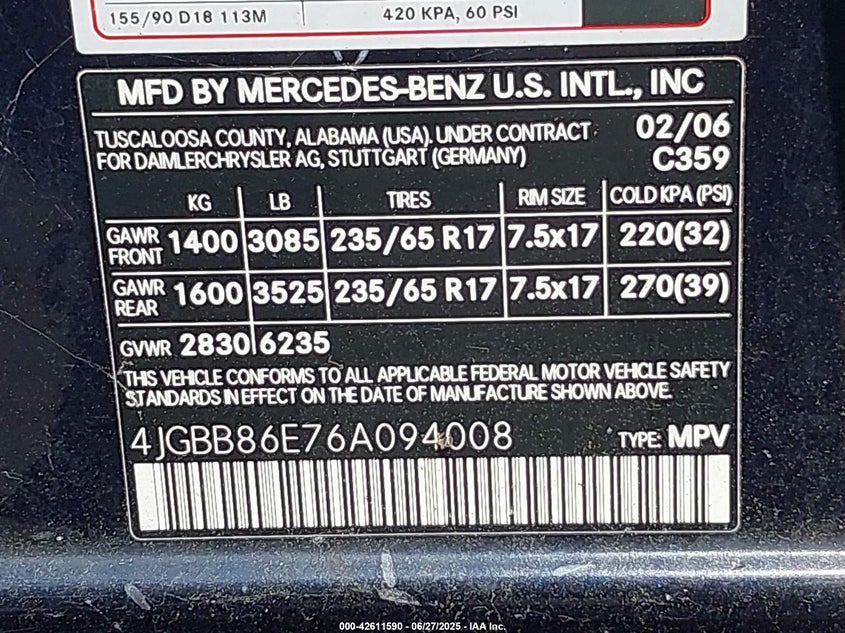 155/90 D18 113M 420 KPA, 60 PSI
MFD BY MERCEDES-BENZ U.S. INTL., INC
TUSCALOOSA COUNTY, ALABAMA (USA). UNDER CONTRACT 02/06
FOR DAIMLERCHRYSLER AG, STUTTGART (GERMANY) C359
KG LB TIRES RIM SIZE COLD KPA (PSI)
GAWR FRONT 1400 3085 235/65 R17 7.5x17 220(32)
GAWR REAR 1600 3525 235/65 R17 7.5x17 270(39)
GVWR 2830 6235
THIS VEHICLE CONFORMS TO ALL APPLICABLE FEDERAL MOTOR VEHICLE SAFETY
STANDARDS IN EFFECT ON THE DATE OF MANUFACTURE SHOWN ABOVE.
4JGBB86E76A094008 TYPE: MPV
000-42611590 - 06/27/2025 - IAA Inc.